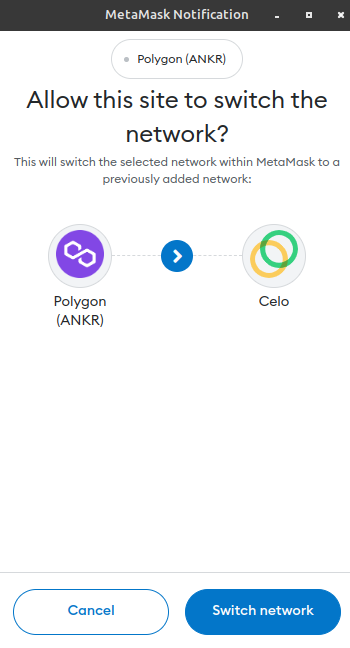 MetaMask Notification
Polygon (ANKR)
Allow this site to switch the
network?
This will switch the selected network within MetaMask to a
previously added network:
Polygon
(ANKR)
Celo
Cancel
Switch network